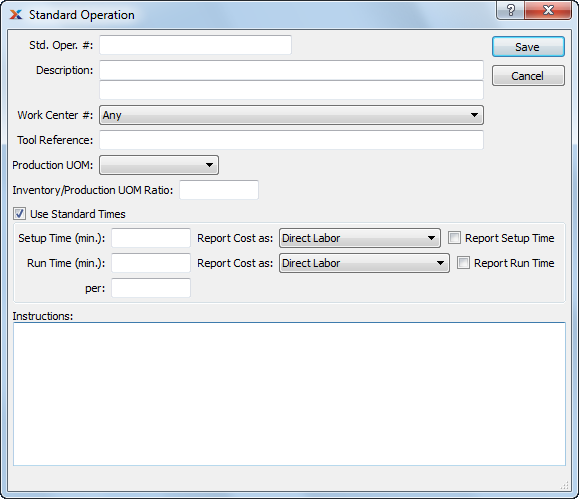 Standard Operation
Std. Oper. #:
Save
Description:
Cancel
Work Center #: Any
Tool Reference:
Production UOM:
Inventory/Production UOM Ratio:
Use Standard Times
Setup Time (min.): Report Cost as: Direct Labor Report Setup Time
Run Time (min.): Report Cost as: Direct Labor Report Run Time
per:
Instructions: